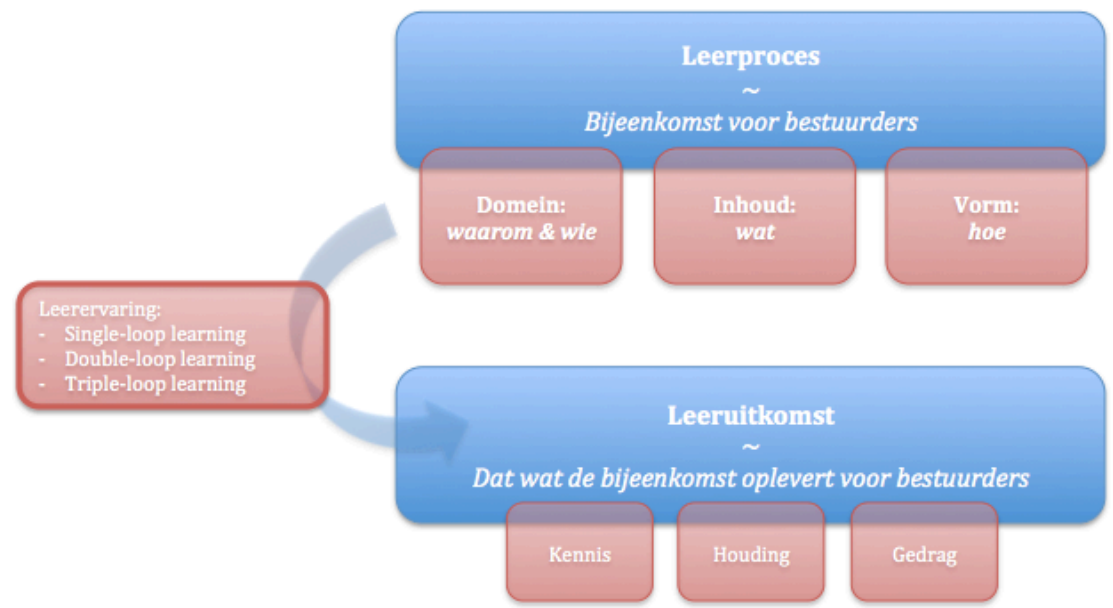 Leerproces
~
Bijeenkomst voor bestuurders
Domein:
waarom & wie
Inhoud:
wat
Vorm:
hoe
Leerervaring:
- Single-loop learning
- Double-loop learning
- Triple-loop learning
Leeruitkomst
~
Dat wat de bijeenkomst oplevert voor bestuurders
Kennis
Houding
Gedrag